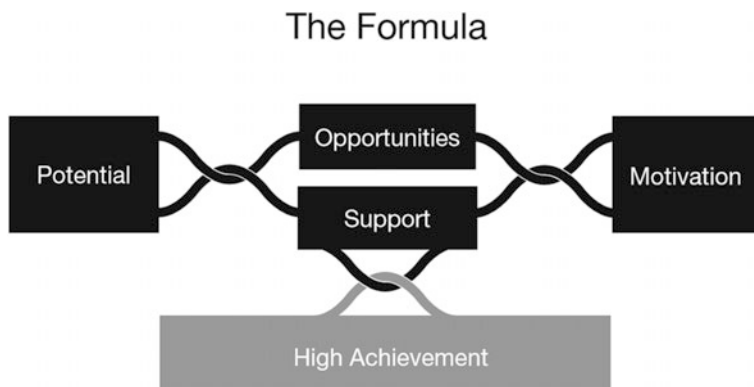 The Formula
Potential
Opportunities
Support
Motivation
High Achievement